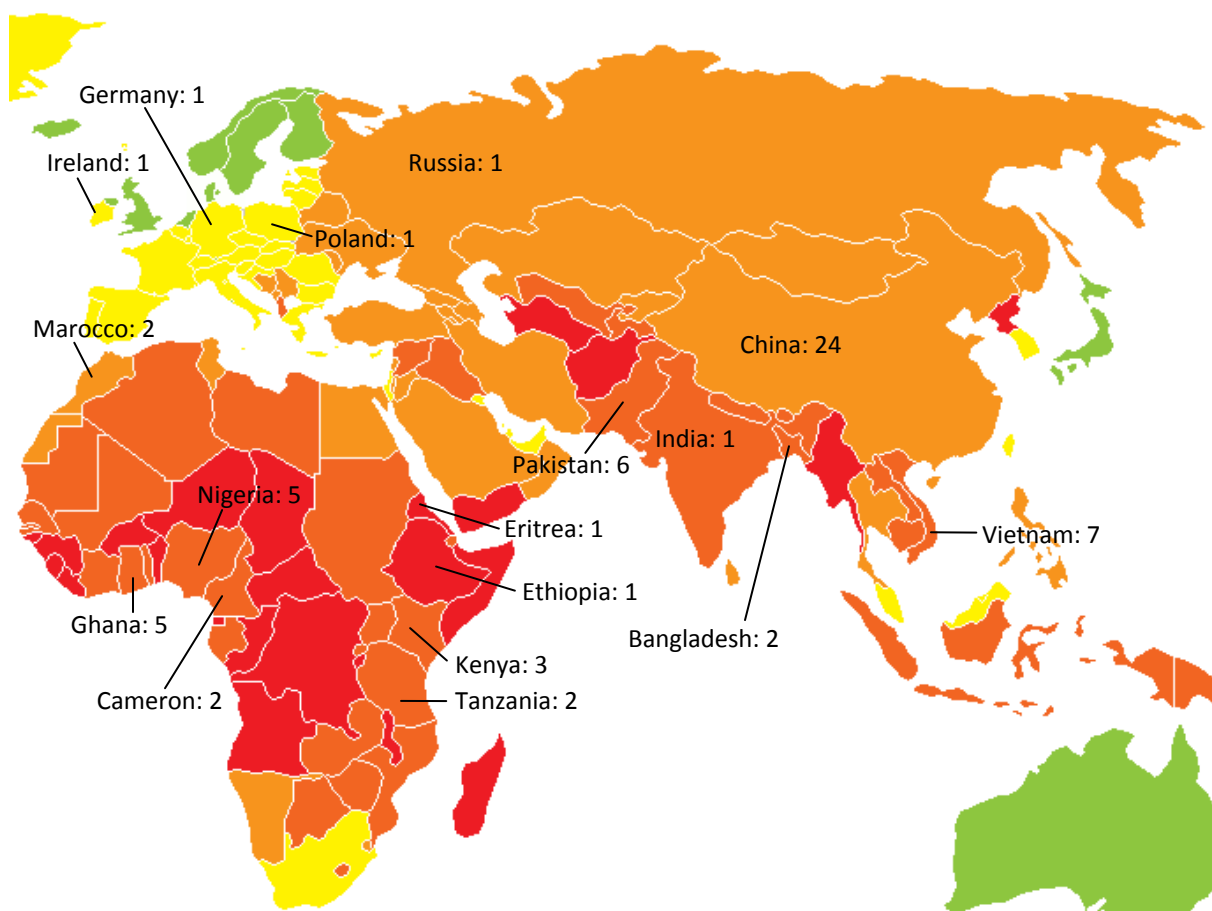 Germany: 1
Ireland: 1
Russia: 1
Poland: 1
Marocco: 2
China: 24
India: 1
Pakistan: 6
Nigeria: 5
Eritrea: 1
Vietnam: 7
Ethiopia: 1
Ghana: 5
Bangladesh: 2
Kenya: 3
Cameron: 2
Tanzania: 2